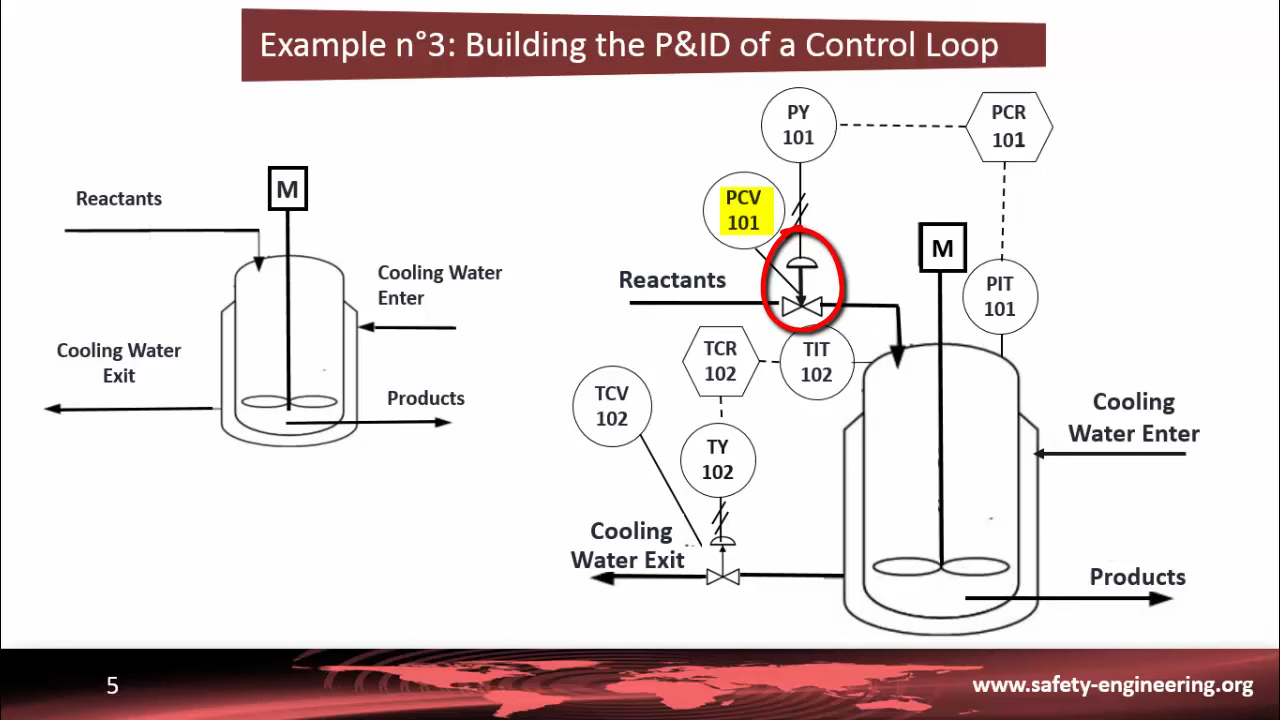 Example n°3: Building the P&ID of a Control Loop
M
Reactants
Cooling Water
Enter
Cooling Water
Exit
Products
PY
101
PCR
101
PCV
101
M
Reactants
PIT
101
TCR
102
TIT
102
TCV
102
TY
102
Cooling
Water Enter
Cooling
Water Exit
Products
5
www.safety-engineering.org